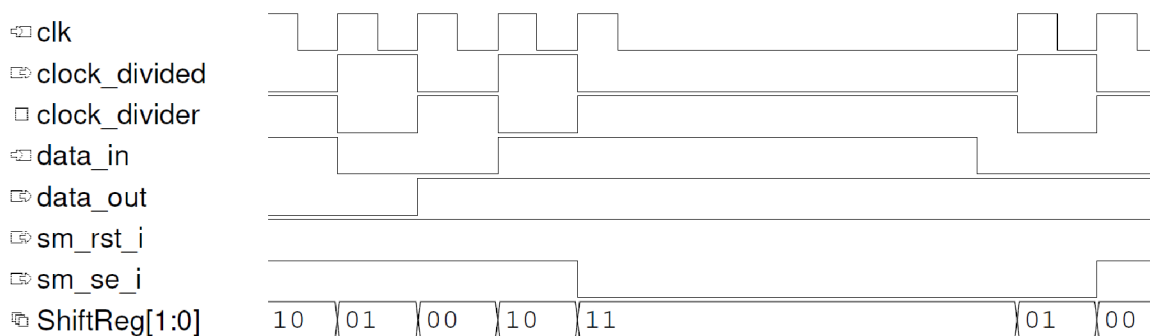 clk
clock_divided
clock_divider
data_in
data_out
sm_rst_i
sm_se_i
ShiftReg[1:0] 10 01 00 10 11 01 00